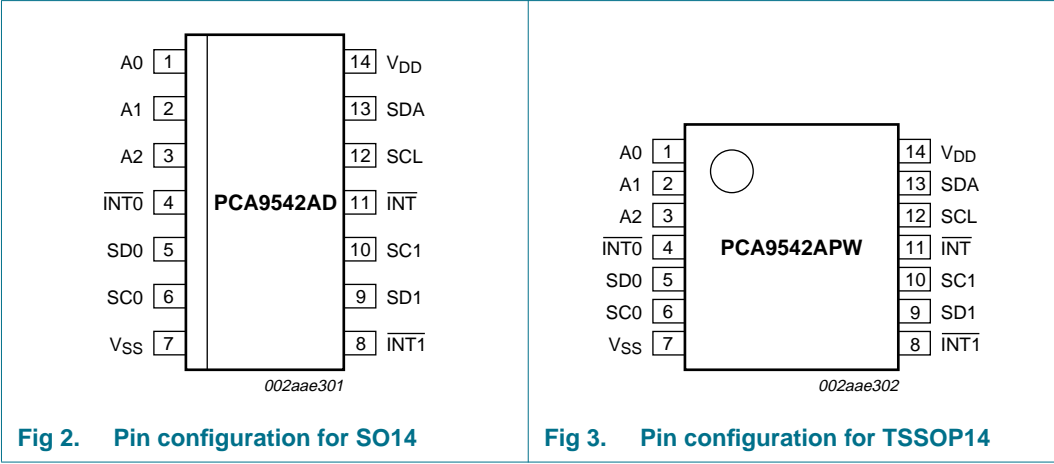 A0 1 14 VDD
A1 2 13 SDA
A2 3 12 SCL
INT0 4 PCA9542AD 11 INT
SD0 5 10 SC1
SC0 6 9 SD1
VSS 7 8 INT1
002aae301
Fig 2. Pin configuration for SO14
A0 1 14 VDD
A1 2 13 SDA
A2 3 12 SCL
INT0 4 PCA9542APW 11 INT
SD0 5 10 SC1
SC0 6 9 SD1
VSS 7 8 INT1
002aae302
Fig 3. Pin configuration for TSSOP14